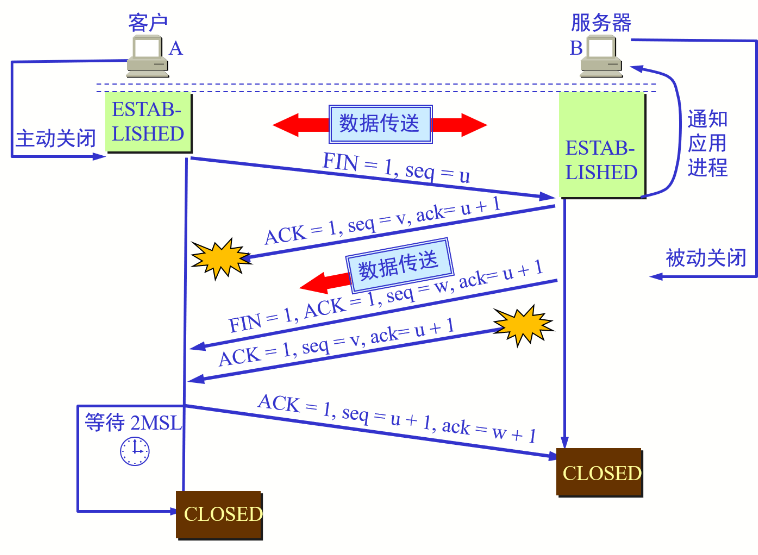 客户
A
服务器
B
ESTAB-
LISHED
数据传送
ESTAB-
LISHED
通知
应用
进程
主动关闭
FIN = 1, seq = u
ACK = 1, seq = v, ack= u + 1
数据传送
被动关闭
FIN = 1, ACK = 1, seq = w, ack= u + 1
ACK = 1, seq = v, ack= u + 1
等待 2MSL
ACK = 1, seq = u + 1, ack = w + 1
CLOSED
CLOSED